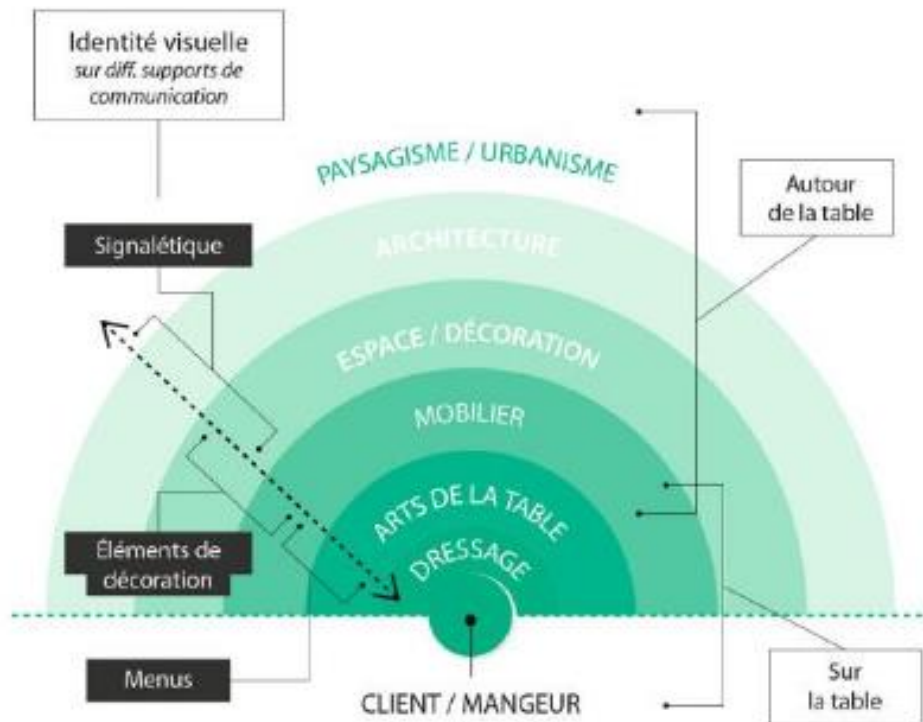 Identité visuelle
sur diff. supports de
communication
PAYSAGISME / URBANISME
Autour
de la table
ARCHITECTURE
Signalétique
ESPACE / DÉCORATION
MOBILIER
ARTS DE LA TABLE
DRESSAGE
Éléments de
décoration
Menus
CLIENT / MANGEUR
Sur
la table